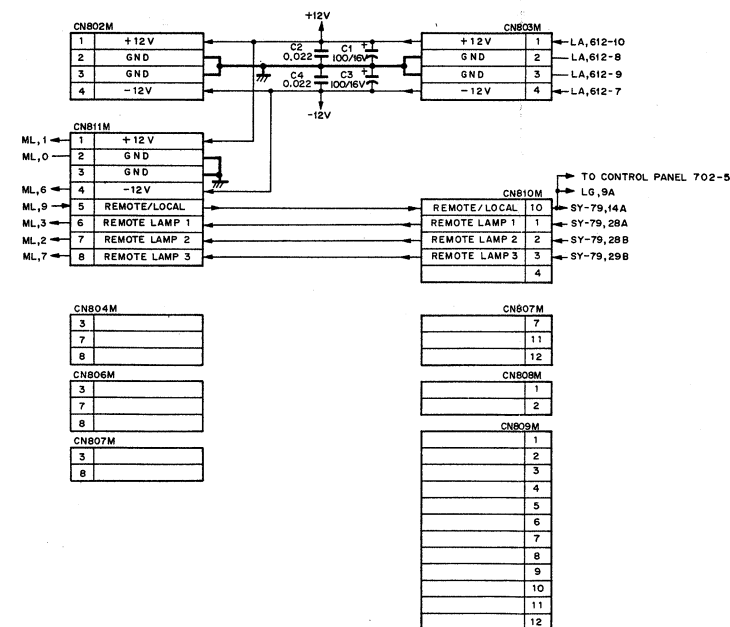 +12V
CN802M
1 +12V
2 GND
3 GND
4 -12V
C2 0.022
C1 + 100/16V
C4 0.022
C3 + 100/16V
-12V
CN803M
+12V 1 LA,612-10
GND 2 LA,612-8
GND 3 LA,612-9
-12V 4 LA,612-7
CN811M
ML,1 1 +12V
ML,0 2 GND
3 GND
ML,6 4 -12V
ML,9 5 REMOTE/LOCAL
ML,3 6 REMOTE LAMP 1
ML,2 7 REMOTE LAMP 2
ML,7 8 REMOTE LAMP 3
TO CONTROL PANEL 702-5
LG,9A
CN810M
REMOTE/LOCAL 10 SY-79,14A
REMOTE LAMP 1 1 SY-79,28A
REMOTE LAMP 2 2 SY-79,28B
REMOTE LAMP 3 3 SY-79,29B
4
CN804M
3
7
8
CN806M
3
7
8
CN807M
3
8
CN807M
7
11
12
CN808M
1
2
CN809M
1
2
3
4
5
6
7
8
9
10
11
12